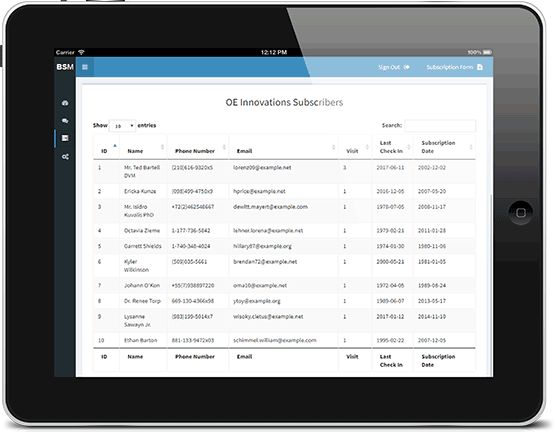 Carrier 12:12 PM 100%
BSM Sign Out Subscription Form
OE Innovations Subscribers
Show 10 entries Search:
ID Name Phone Number Email Visit Last Check In Subscription Date
1 Mr. Ted Bartell DVM (210)616-9320x5 lorenz09@example.net 3 2017-06-11 2002-12-02
2 Ericka Kunze (098)499-4750x9 hprice@example.net 1 2016-12-05 2007-05-20
3 Mr. Isidro Kuvalis PhD +72(2)462548667 dewitt.mayert@example.com 1 1978-07-05 2006-11-17
4 Octavia Zieme 1-177-736-5842 lehner.lorena@example.net 1 1979-02-21 2011-01-28
5 Garrett Shields 1-740-348-4024 hillary87@example.org 1 1974-01-30 1989-11-06
6 Kyler Wilkinson (503)035-5661 brendan72@example.net 1 2000-05-21 1981-01-05
7 Johann O'Kon +55(7)938897220 oma10@example.net 1 1972-04-05 1989-08-24
8 Dr. Renee Torp 669-130-4366x98 ytoy@example.org 1 1989-06-07 2013-05-17
9 Lysanne Sawayn Jr. (983)199-5014x7 wisoky.cletus@example.net 1 2017-01-12 2014-11-10
10 Ethan Barton 881-133-9472x03 schimmel.william@example.com 1 1995-02-22 2007-12-05
ID Name Phone Number Email Visit Last Check In Subscription Date